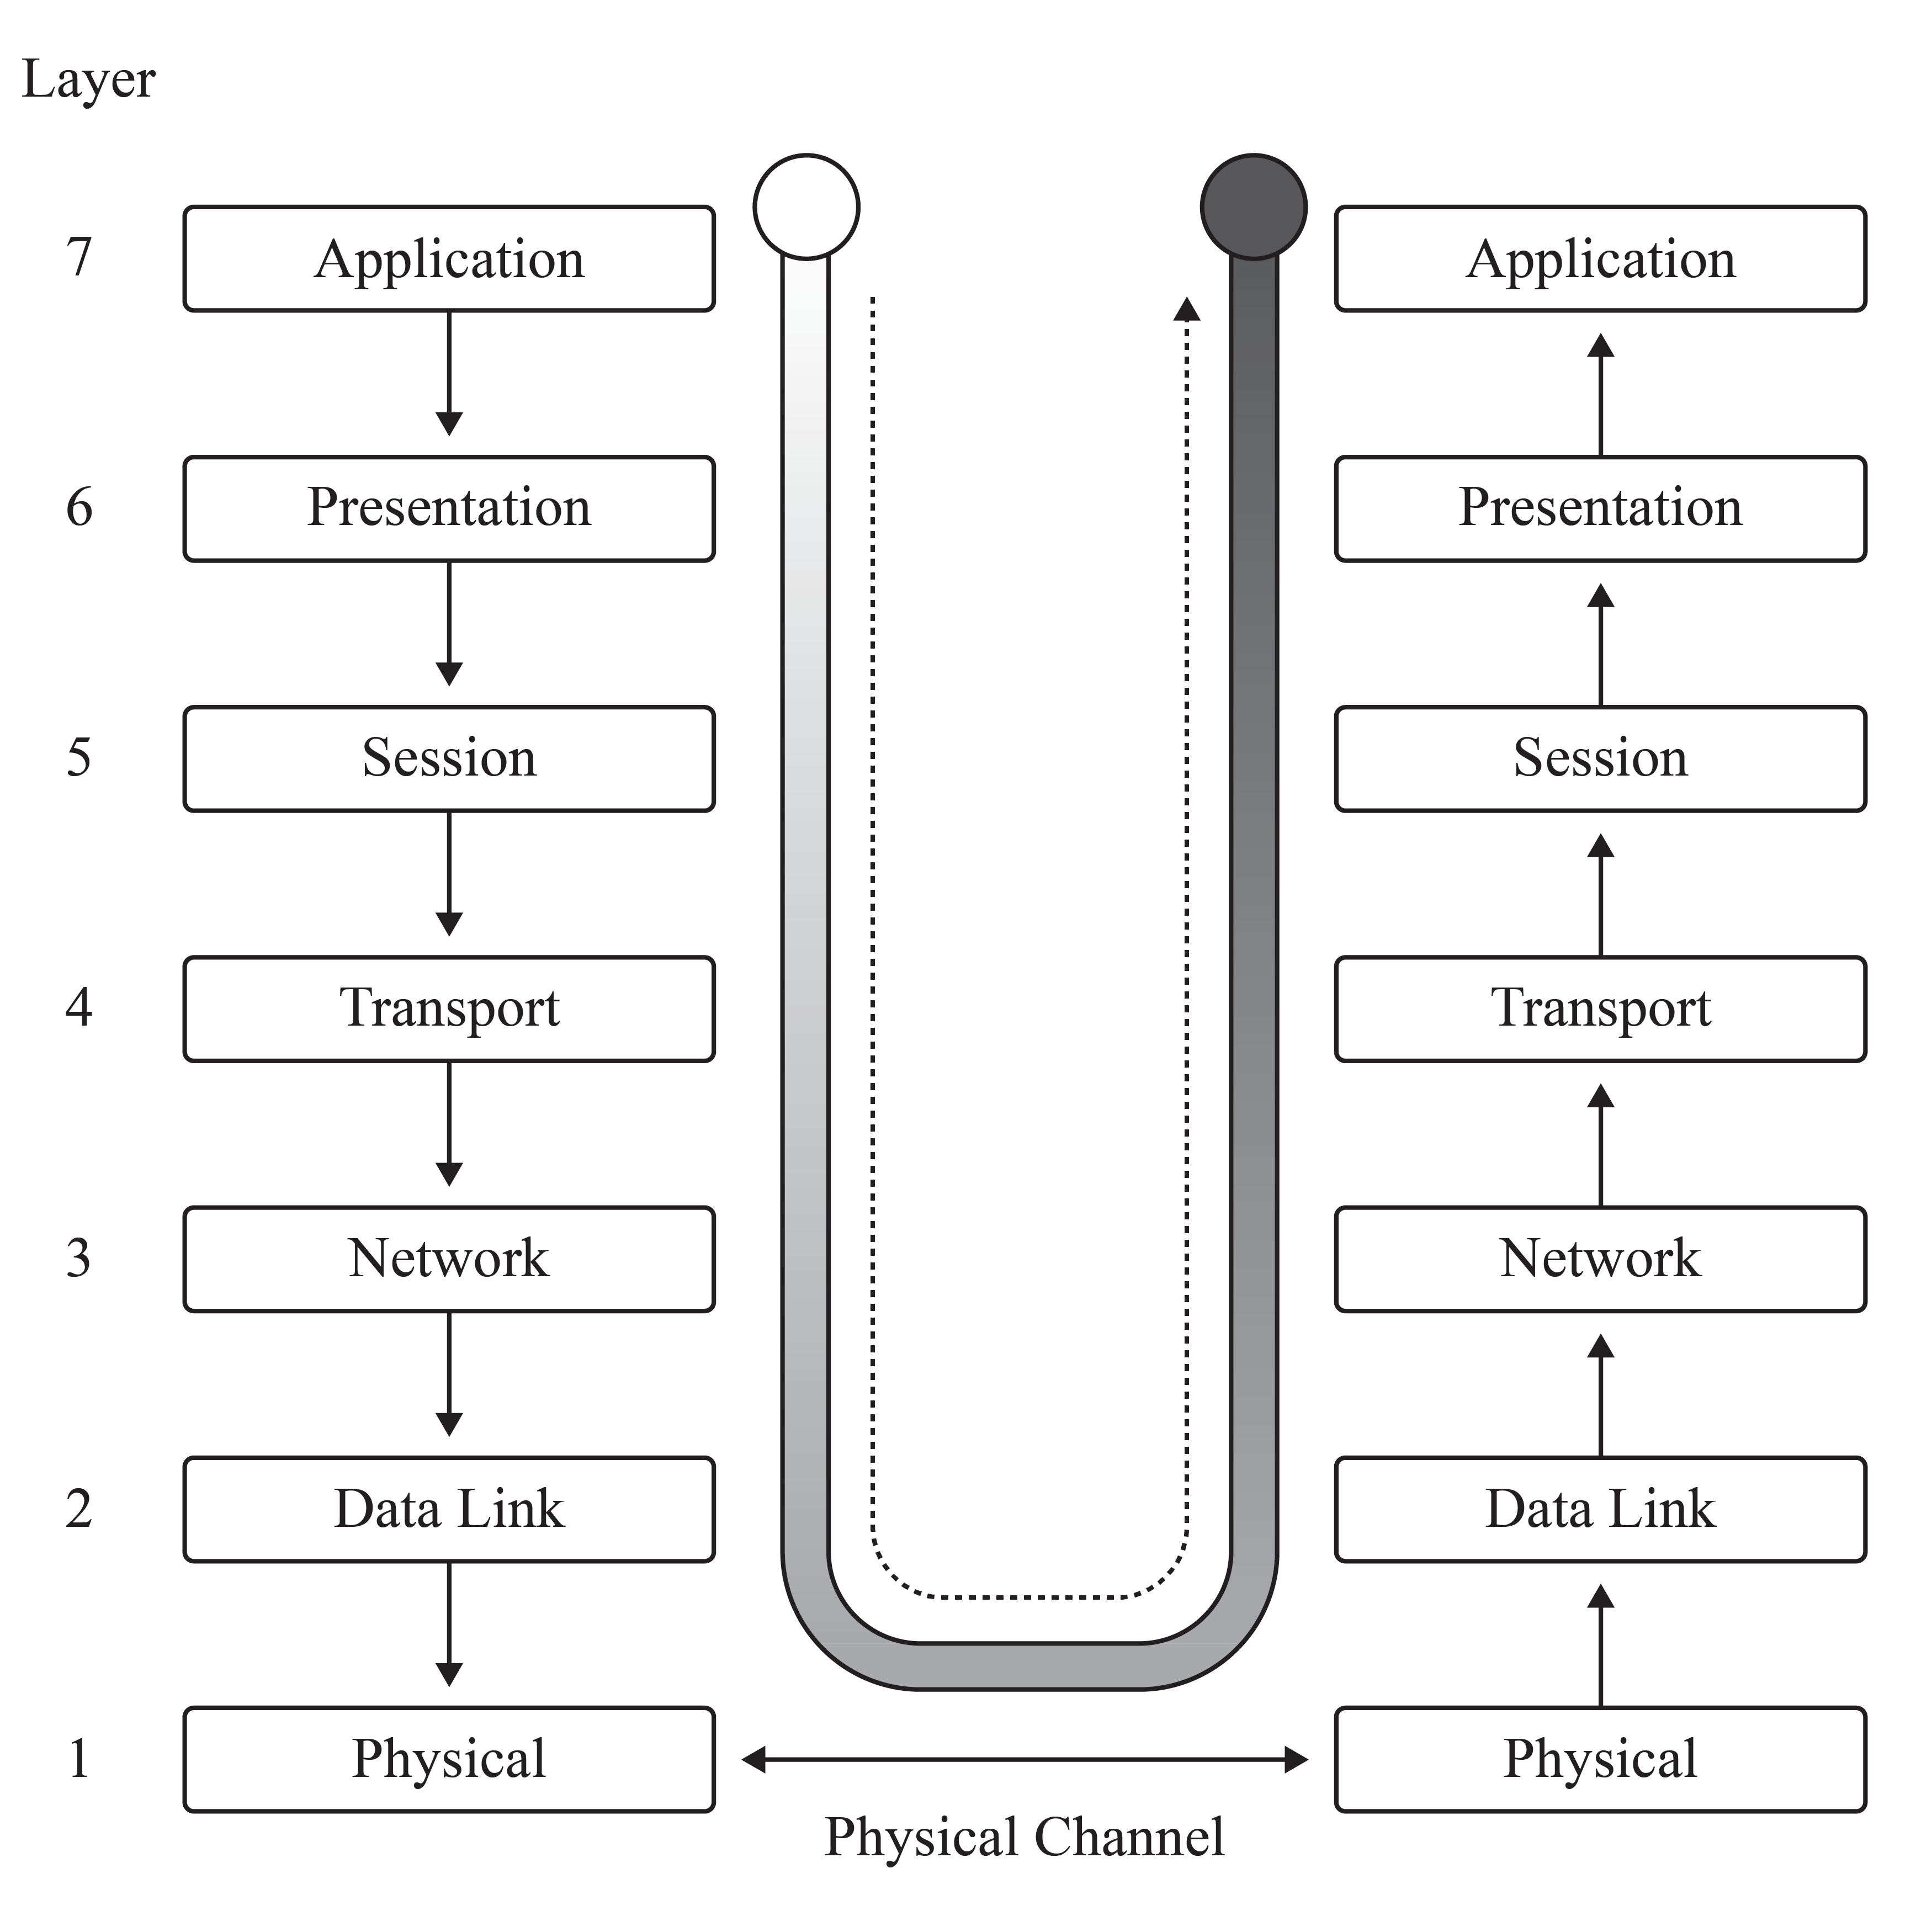 Layer
7 Application Application
6 Presentation Presentation
5 Session Session
4 Transport Transport
3 Network Network
2 Data Link Data Link
1 Physical Physical
Physical Channel